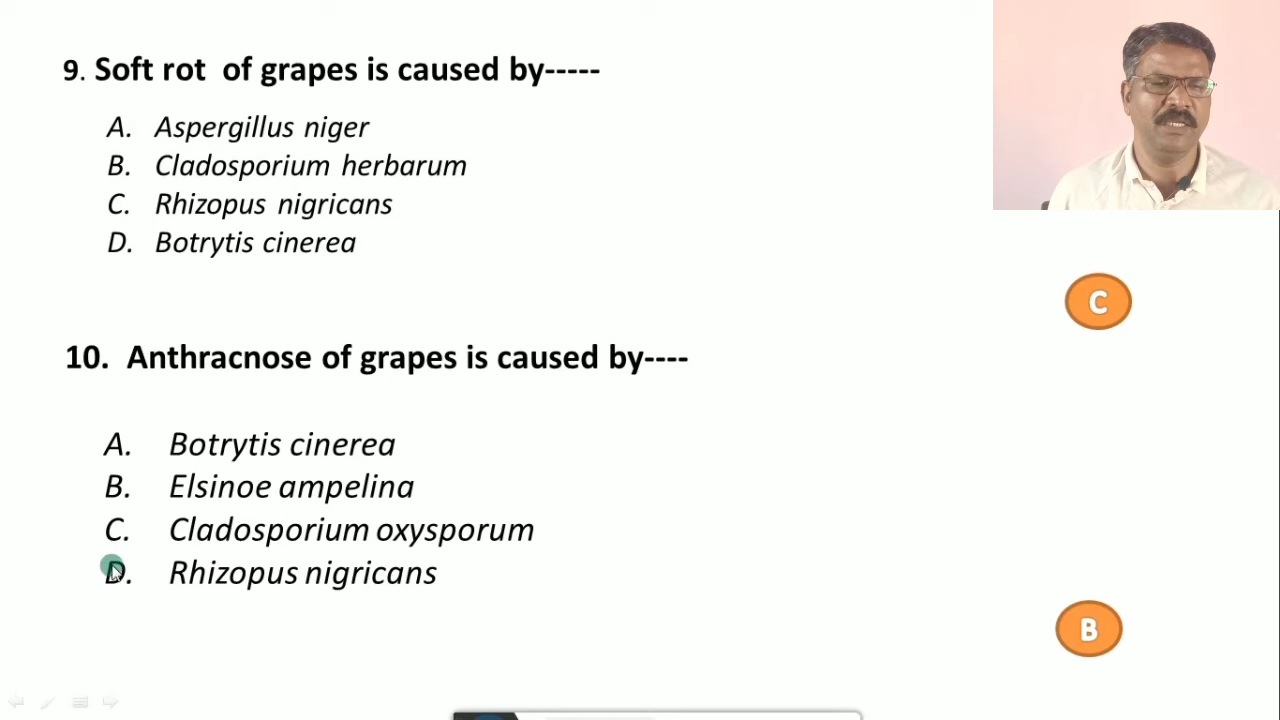 9. Soft rot of grapes is caused by-----
A. Aspergillus niger
B. Cladosporium herbarum
C. Rhizopus nigricans
D. Botrytis cinerea
C
10. Anthracnose of grapes is caused by----
A. Botrytis cinerea
B. Elsinoe ampelina
C. Cladosporium oxysporum
D. Rhizopus nigricans
B